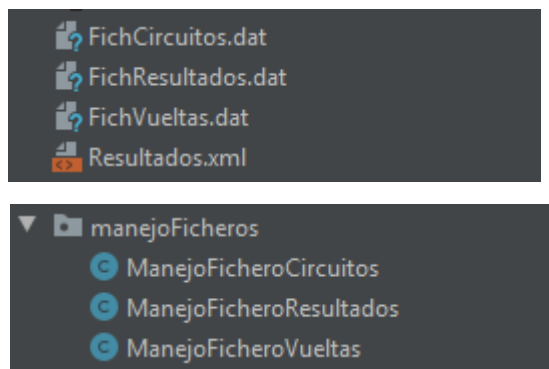 FichCircuitos.dat
FichResultados.dat
FichVueltas.dat
Resultados.xml
manejoFicheros
ManejoFicheroCircuitos
ManejoFicheroResultados
ManejoFicheroVueltas